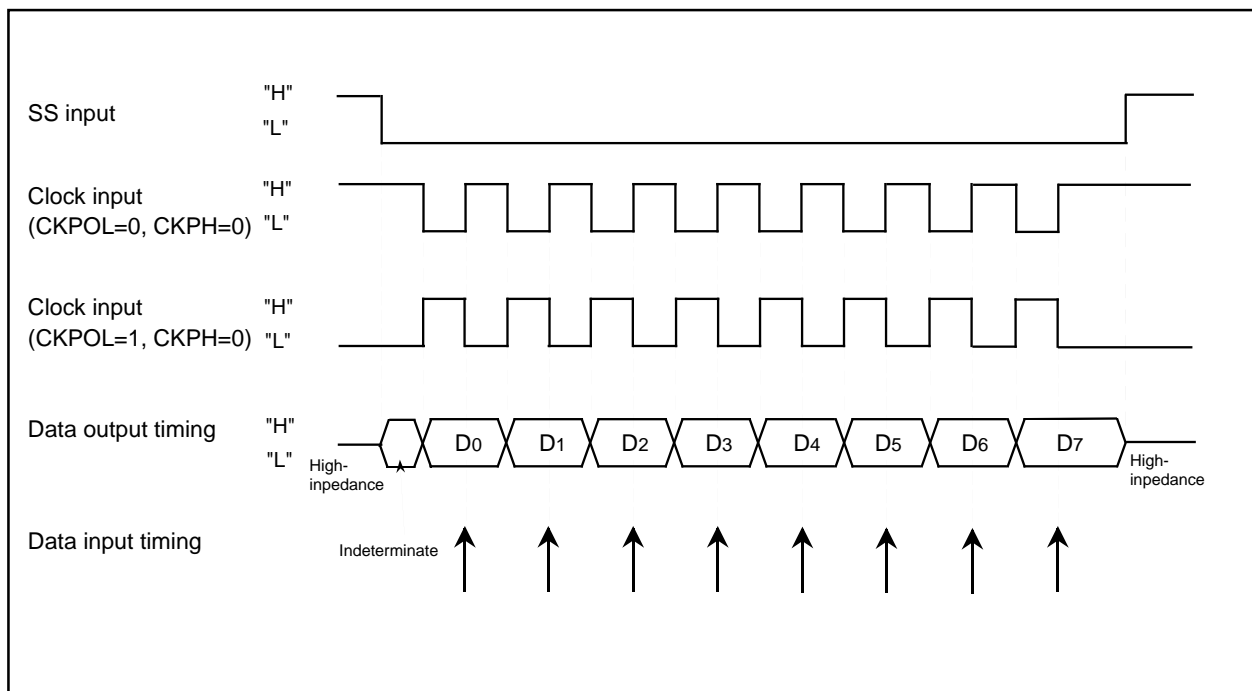 SS input
"H"
"L"
Clock input
(CKPOL=0, CKPH=0)
"H"
"L"
Clock input
(CKPOL=1, CKPH=0)
"H"
"L"
Data output timing
"H"
"L"
High-
inpedance
D0 D1 D2 D3 D4 D5 D6 D7
High-
inpedance
Data input timing
Indeterminate